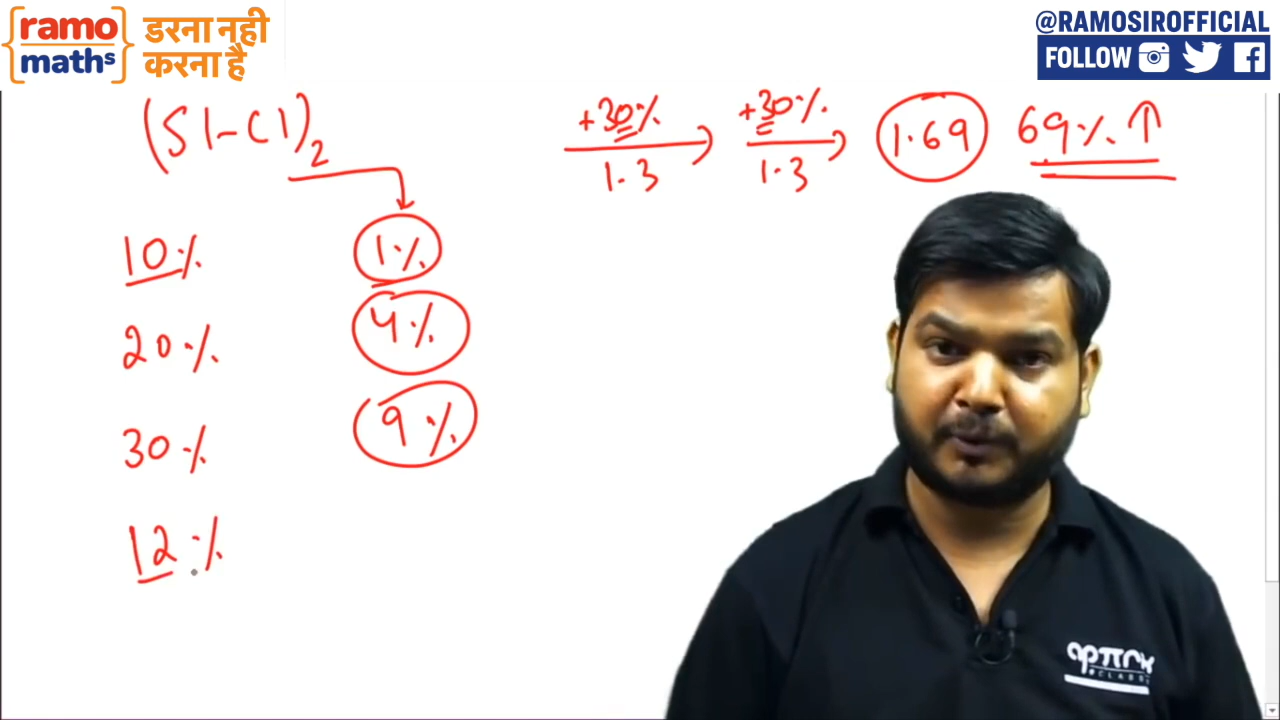 ramo
maths
डरना नही
करना है
@RAMOSIROFFICIAL
FOLLOW
(SI-CI)2
+30% +30% 1.69 69% ↑
1.3 1.3
10% 1%
20% 4%
30% 9%
12%
CLASSES